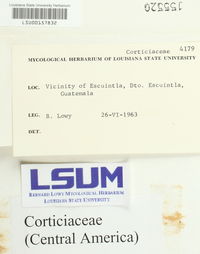 Louisiana State University Herbarium
LSU00157832
155520
Corticiaceae 4179
MYCOLOGICAL HERBARIUM OF LOUISIANA STATE UNIVERSITY
LOC. Vicinity of Escuintla, Dto. Escuintla,
Guatemala
LEG. B. Lowy 26-VI-1963
DET.
LSUM
BERNARD LOWY MYCOLOGICAL HERBARIUM
LOUISIANA STATE UNIVERSITY
Corticiaceae
(Central America)